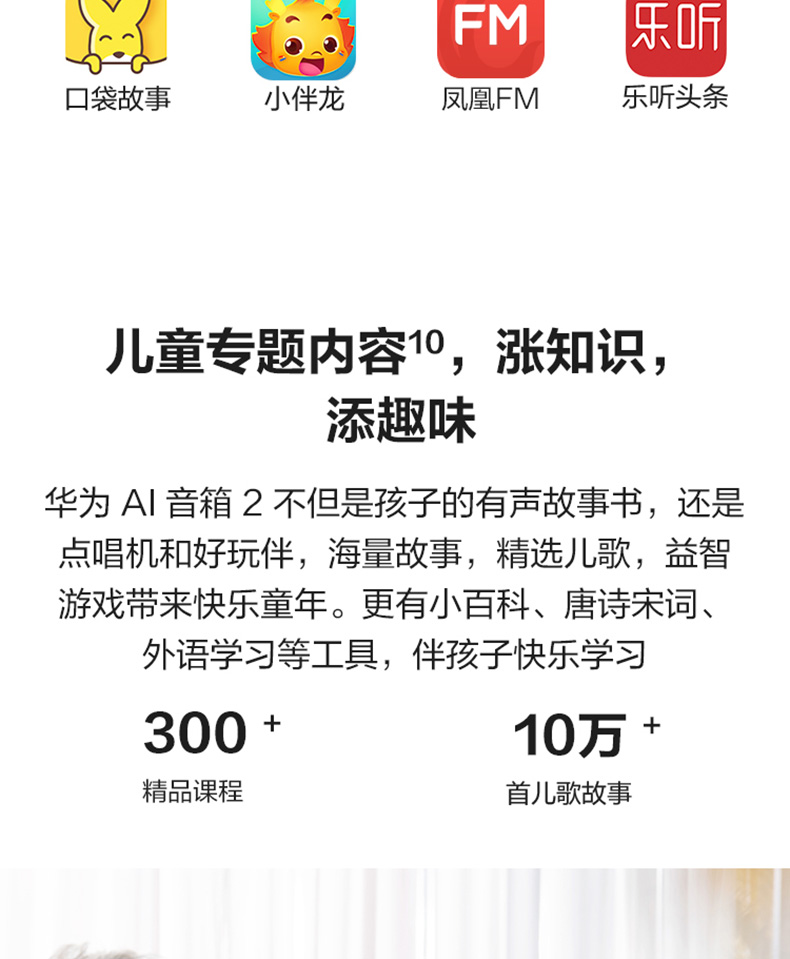 FM
乐听
口袋故事
小伴龙
凤凰FM
乐听头条
儿童专题内容10，涨知识，
添趣味
华为 AI 音箱 2 不但是孩子的有声故事书，还是
点唱机和好玩伴，海量故事，精选儿歌，益智
游戏带来快乐童年。更有小百科、唐诗宋词、
外语学习等工具，伴孩子快乐学习
300 +
10万 +
精品课程
首儿歌故事